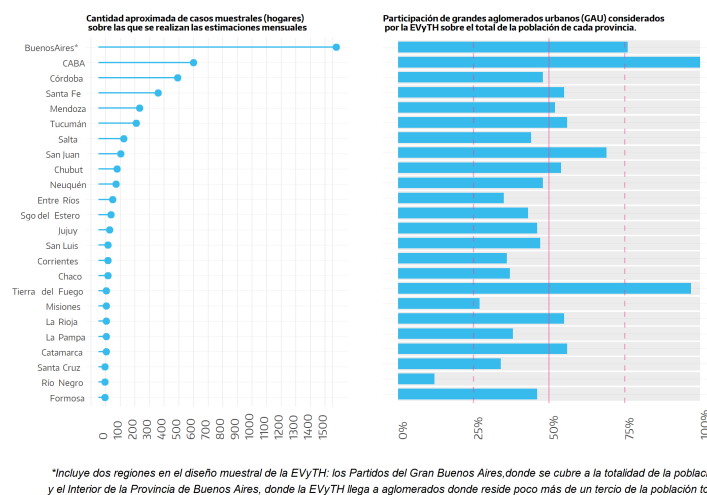 Cantidad aproximada de casos muestrales (hogares)
sobre las que se realizan las estimaciones mensuales
Participación de grandes aglomerados urbanos (GAU) considerados
por la EVyTH sobre el total de la población de cada provincia.
BuenosAires*
CABA
Córdoba
Santa Fe
Mendoza
Tucumán
Salta
San Juan
Chubut
Neuquén
Entre Ríos
Sgo del Estero
Jujuy
San Luis
Corrientes
Chaco
Tierra del Fuego
Misiones
La Rioja
La Pampa
Catamarca
Santa Cruz
Río Negro
Formosa
0 100 200 300 400 500 600 700 800 900 1000 1100 1200 1300 1400 1500
0% 25% 50% 75% 100%
*Incluye dos regiones en el diseño muestral de la EVyTH: los Partidos del Gran Buenos Aires,donde se cubre a la totalidad de la poblac
y el Interior de la Provincia de Buenos Aires, donde la EVyTH llega a aglomerados donde reside poco más de un tercio de la población to